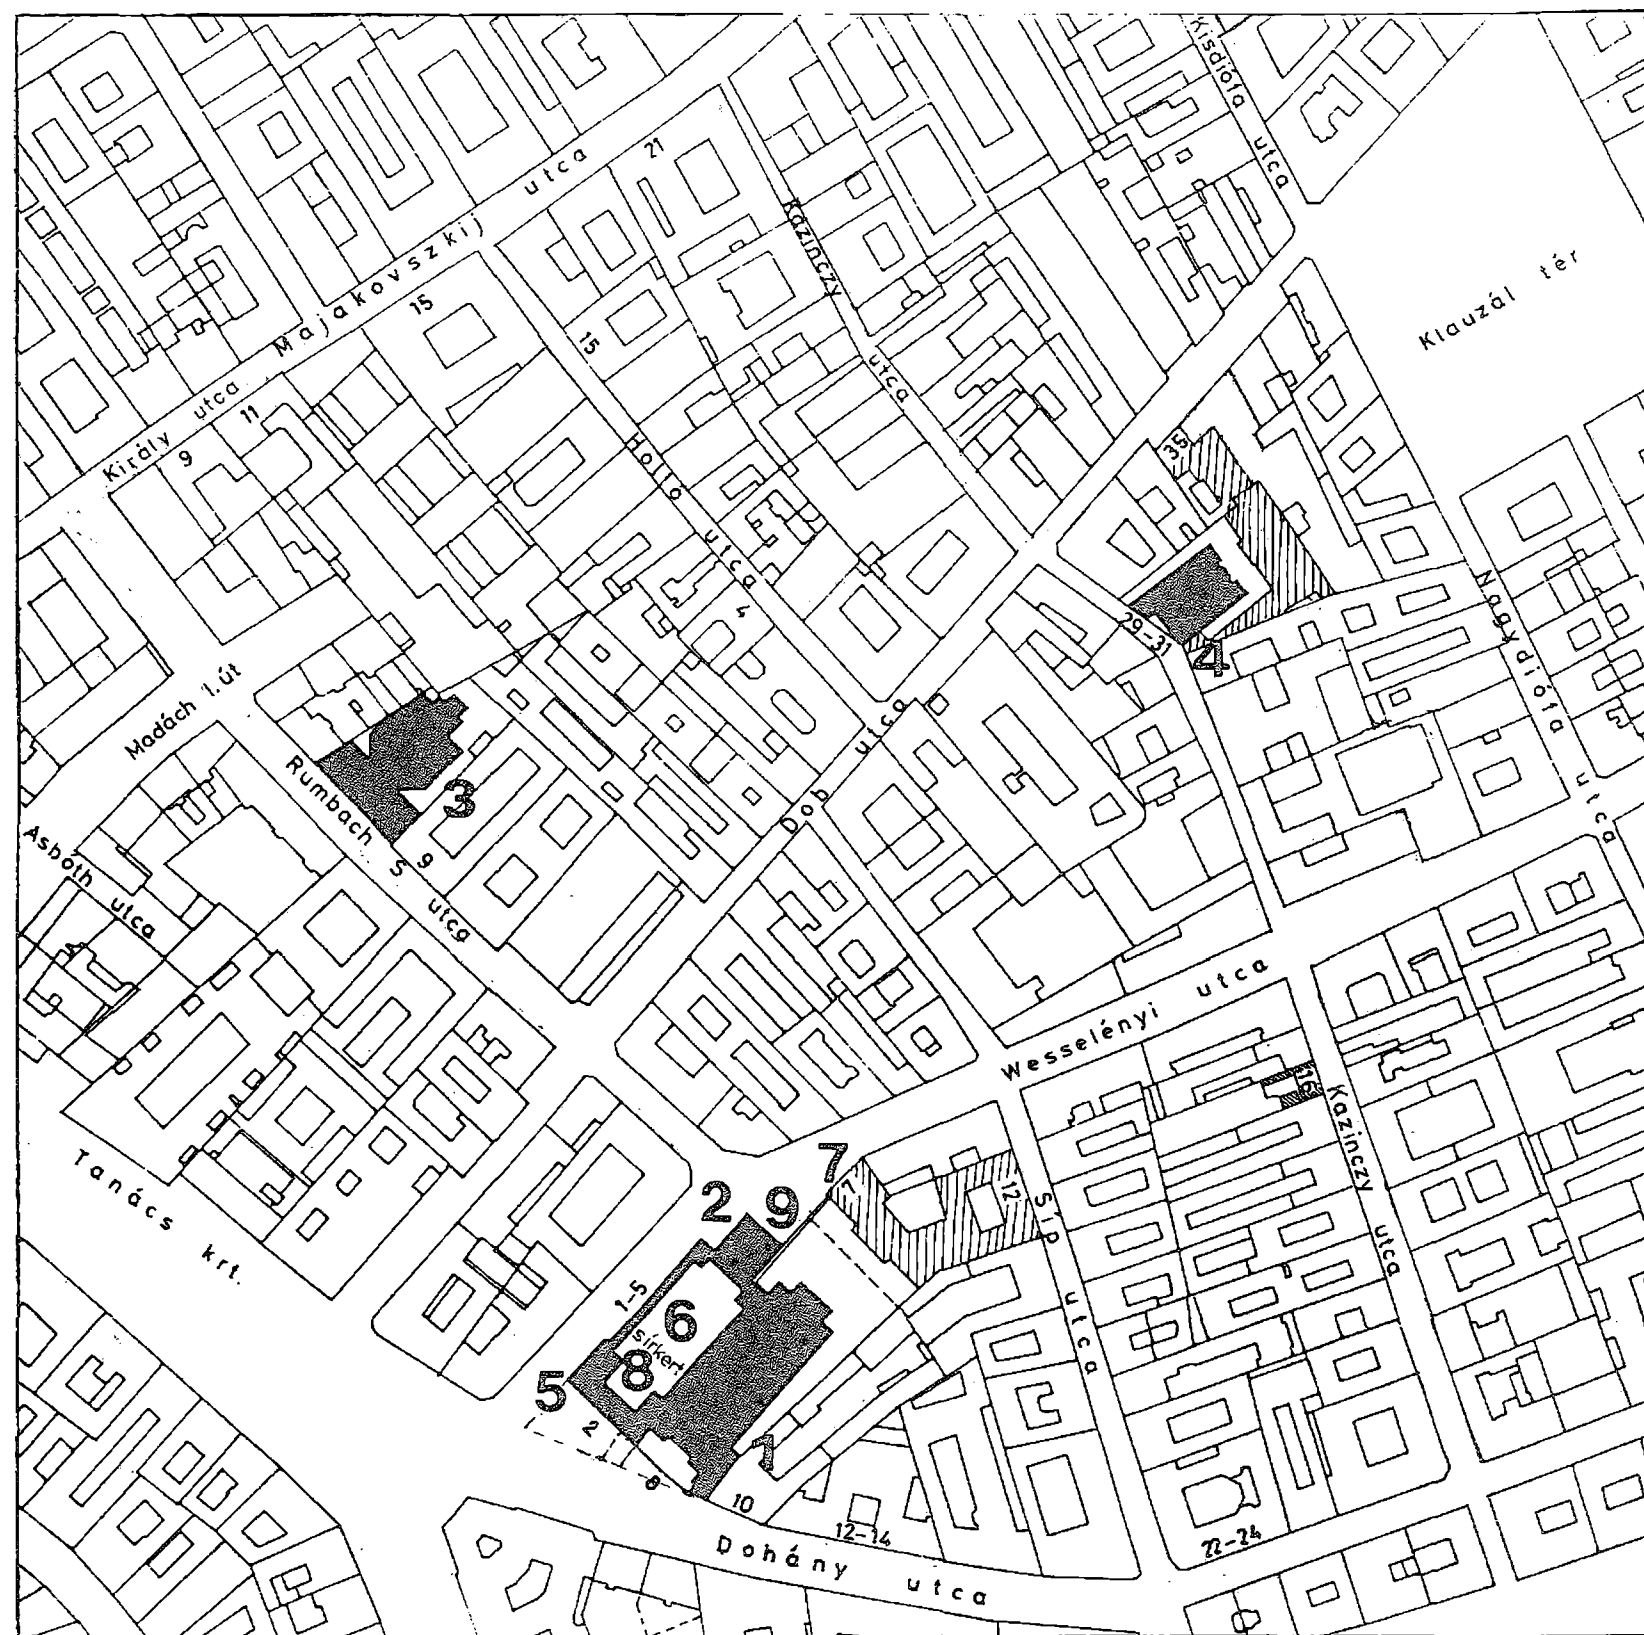 Kisdiófa utca
21
Király utca Majakovszkij utca
Kazinczy utca
Klauzál tér
15
15
11
9
Holló utca
35
4
29-31
4
Nagydiófa utca
Madách I. út
Rumbach S utca
3
9
Dob utca
Asbóth utca
Wesselényi utca
16
Kazinczy utca
Tanács krt.
7
7
12
Síp utca
2
9
1-5
6
sírkert
8
5
2
1
8
10
12-14
22-24
Dohány utca